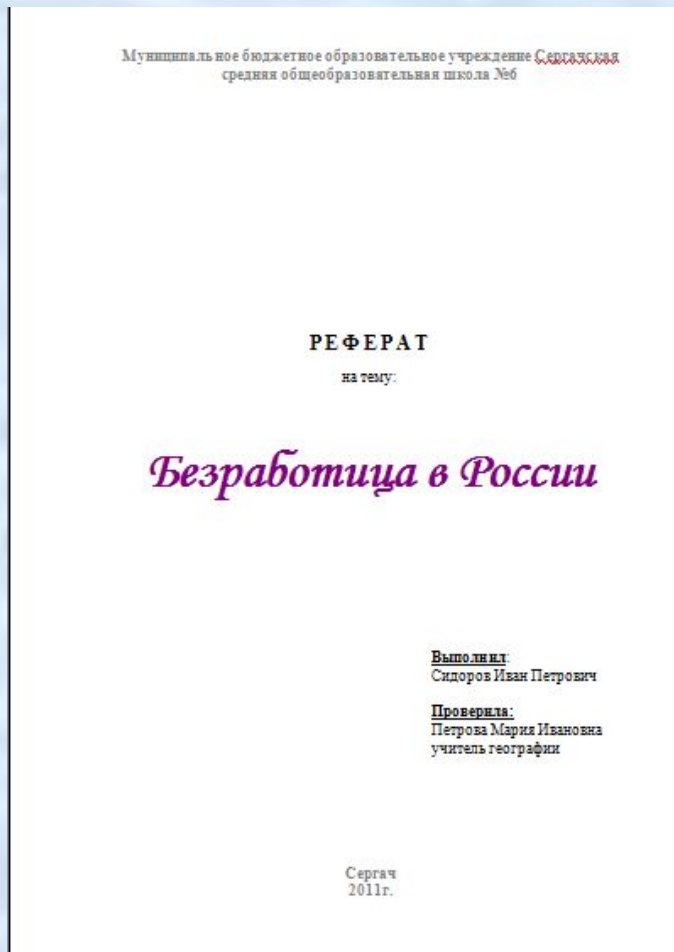 Муниципальное бюджетное образовательное учреждение Сергачская
средняя общеобразовательная школа №6
РЕФЕРАТ
на тему:
Безработица в России
Выполнил:
Сидоров Иван Петрович
Проверила:
Петрова Мария Ивановна
учитель географии
Сергач
2011г.